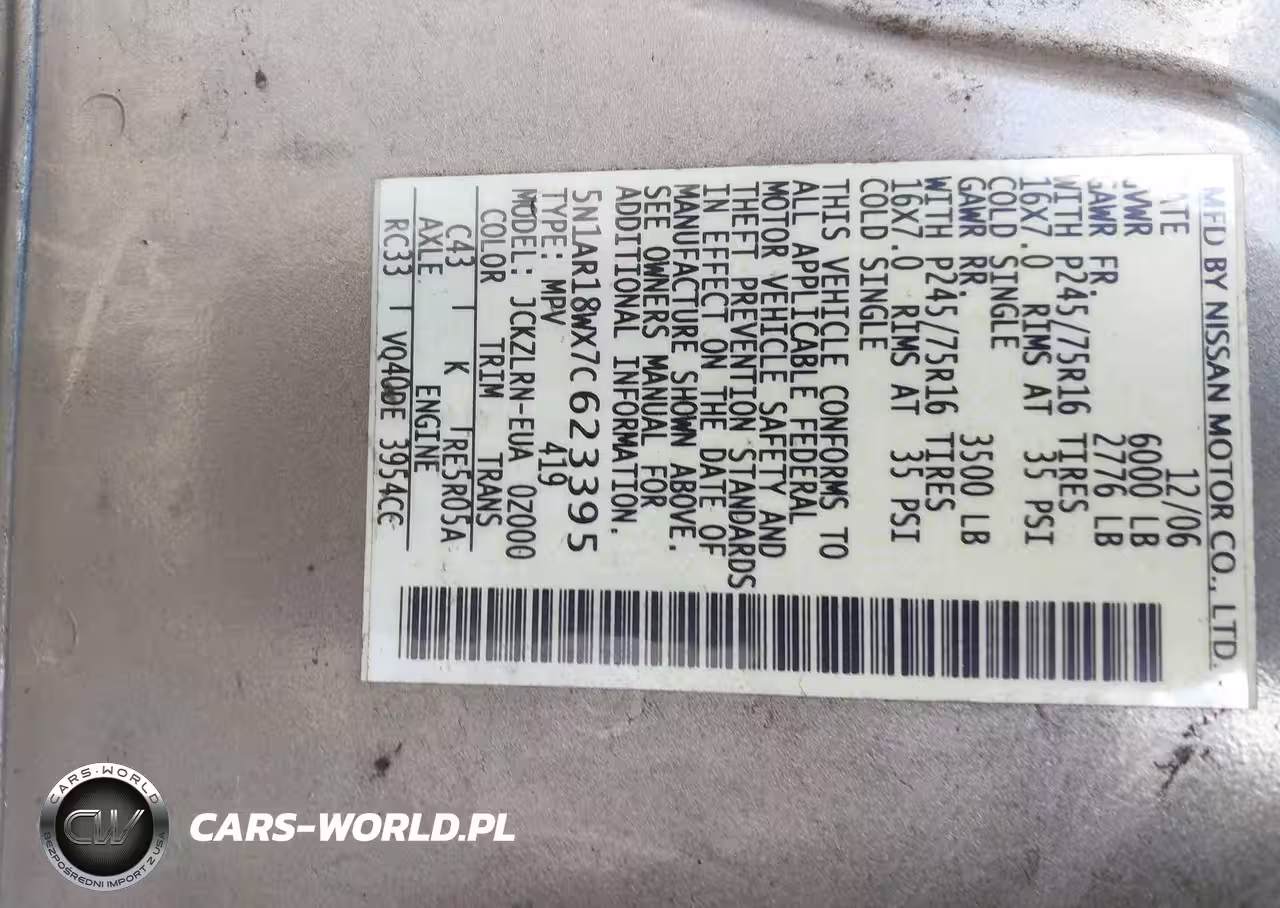 MFD BY NISSAN MOTOR CO., LTD.
ATE 12/06
GVWR 6000 LB
GAWR FR. 2776 LB
WITH P245/75R16 TIRES
16X7.0 RIMS AT 35 PSI
COLD SINGLE
GAWR RR. 3500 LB
WITH P245/75R16 TIRES
16X7.0 RIMS AT 35 PSI
COLD SINGLE
THIS VEHICLE CONFORMS TO
ALL APPLICABLE FEDERAL
MOTOR VEHICLE SAFETY AND
THEFT PREVENTION STANDARDS
IN EFFECT ON THE DATE OF
MANUFACTURE SHOWN ABOVE.
SEE OWNERS MANUAL FOR
ADDITIONAL INFORMATION.
5N1AR18WX7C623395
TYPE: MPV 419
MODEL: JCKZLRN-EUA 0Z000
COLOR TRIM TRANS
C43 K RE5R05A
AXLE ENGINE
RC33 VQ40DE 3954CC
CARS-WORLD
CW
BEZPOŚREDNI IMPORT Z USA
CARS-WORLD.PL